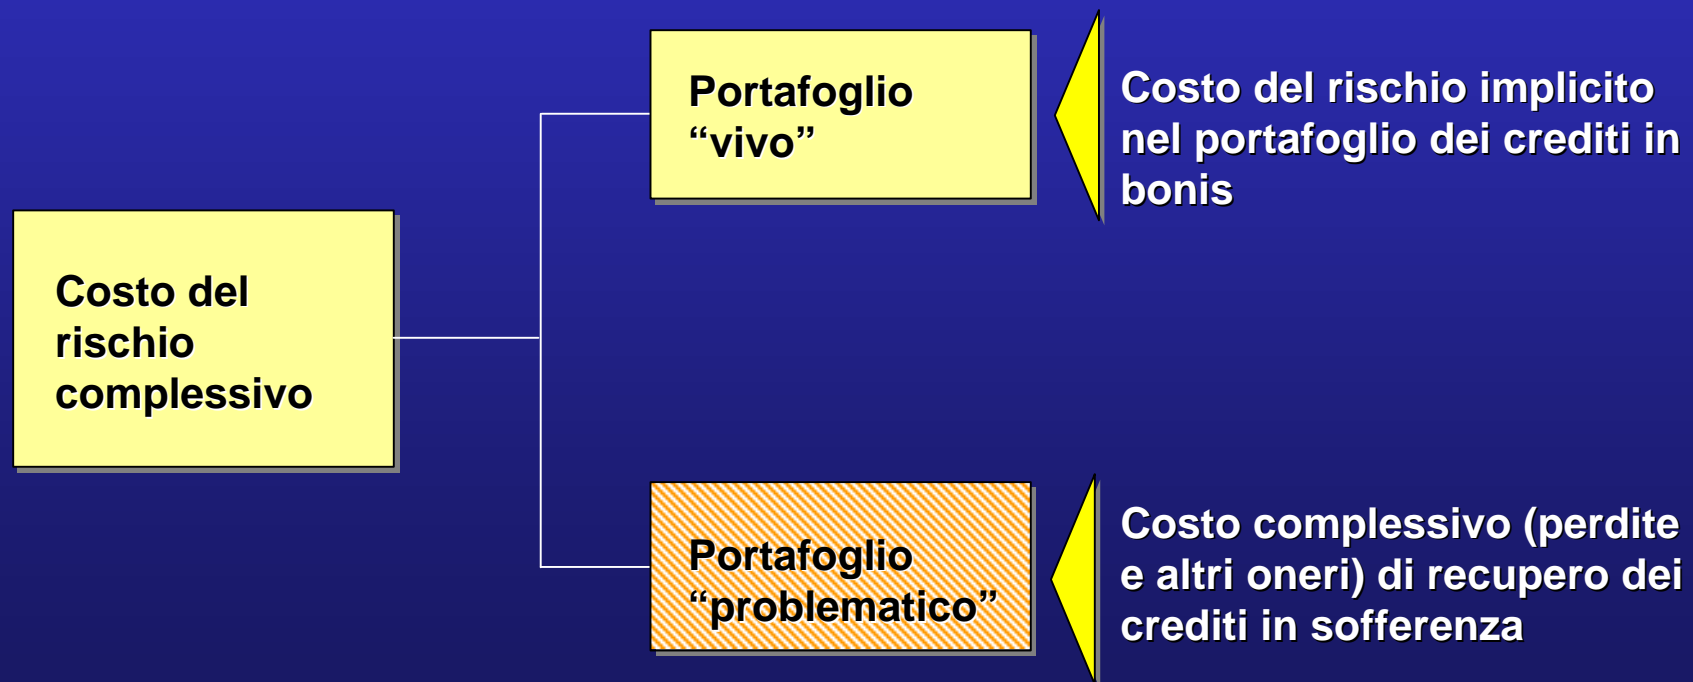 Portafoglio
“vivo”
Costo del rischio implicito
nel portafoglio dei crediti in
bonis
Costo del
rischio
complessivo
Portafoglio
“problematico”
Costo complessivo (perdite
e altri oneri) di recupero dei
crediti in sofferenza